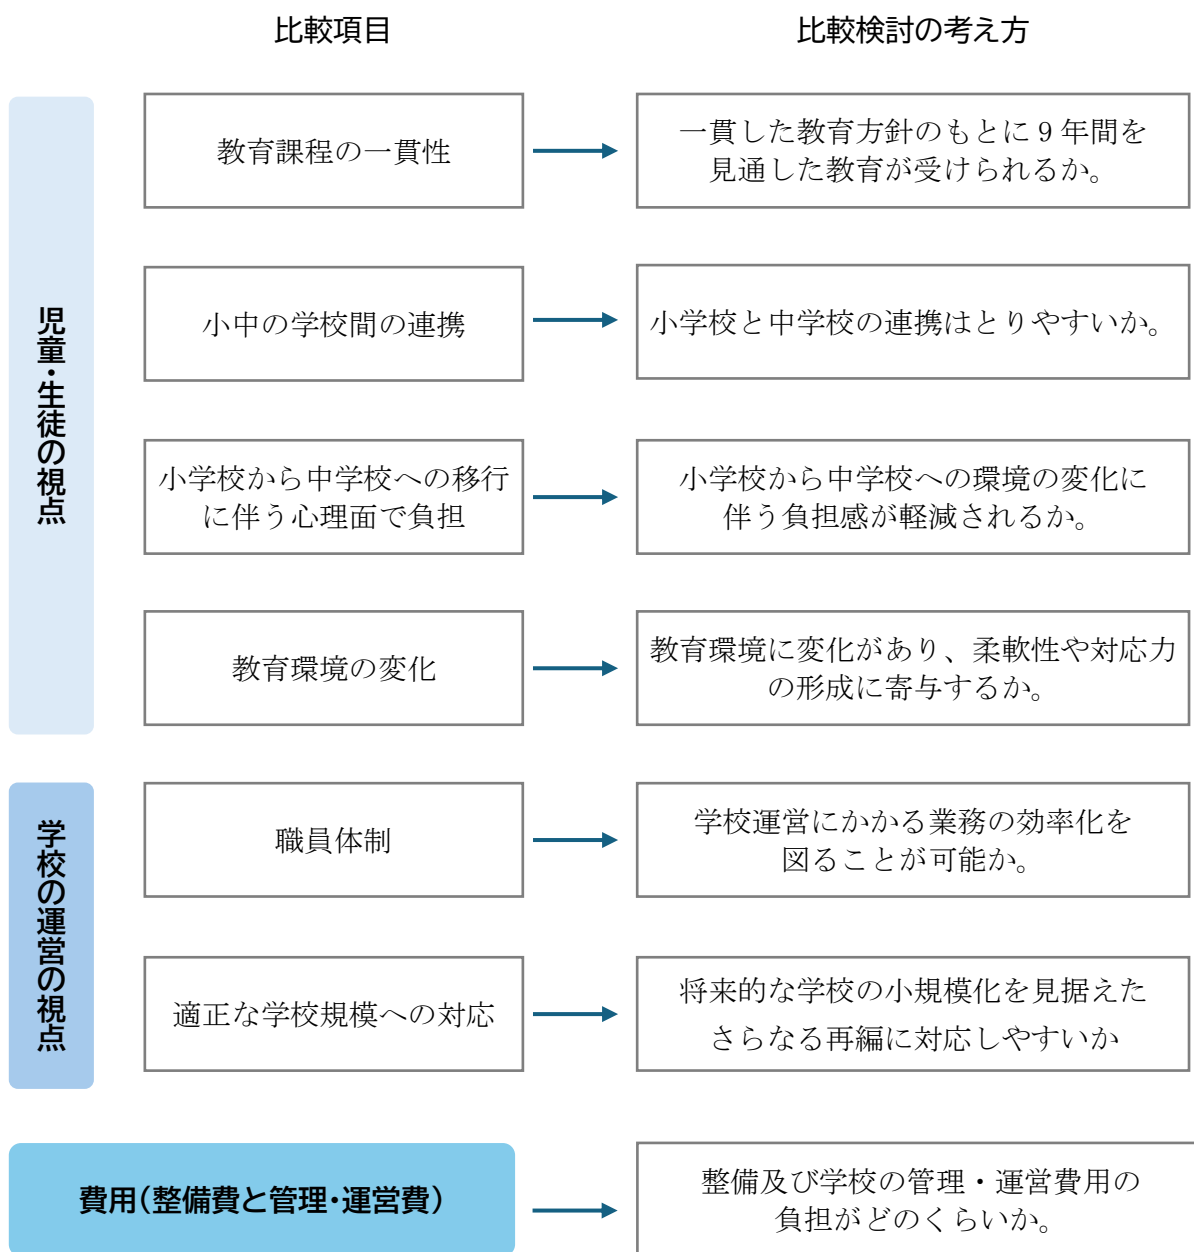 比較項目
比較検討の考え方
児童・生徒の視点
教育課程の一貫性
一貫した教育方針のもとに９年間を
見通した教育が受けられるか。
小中の学校間の連携
小学校と中学校の連携はとりやすいか。
小学校から中学校への移行
に伴う心理面で負担
小学校から中学校への環境の変化に
伴う負担感が軽減されるか。
教育環境の変化
教育環境に変化があり、柔軟性や対応力
の形成に寄与するか。
学校の運営の視点
職員体制
学校運営にかかる業務の効率化を
図ることが可能か。
適正な学校規模への対応
将来的な学校の小規模化を見据えた
さらなる再編に対応しやすいか
費用（整備費と管理・運営費）
整備及び学校の管理・運営費用の
負担がどのくらいか。